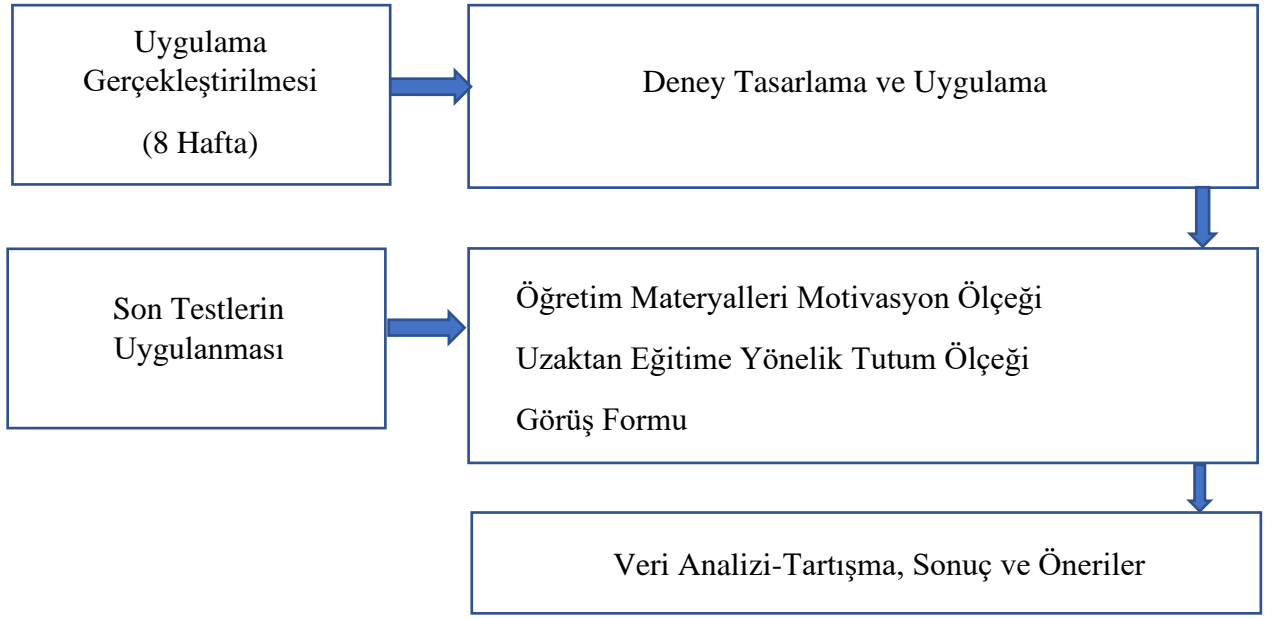 Uygulama
Gerçekleştirilmesi
(8 Hafta)
Deney Tasarlama ve Uygulama
Son Testlerin
Uygulanması
Öğretim Materyalleri Motivasyon Ölçeği
Uzaktan Eğitime Yönelik Tutum Ölçeği
Görüş Formu
Veri Analizi-Tartışma, Sonuç ve Öneriler